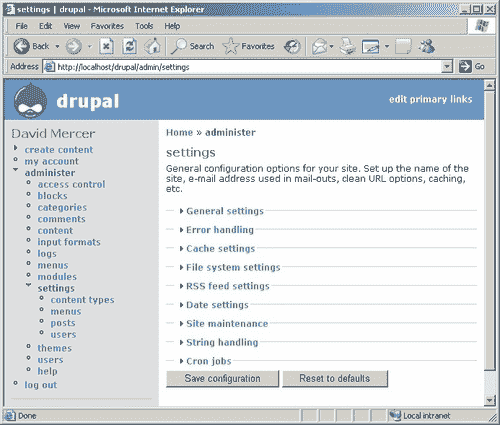 settings | drupal - Microsoft Internet Explorer
File Edit View Favorites Tools Help
Back Search Favorites
Address http://localhost/drupal/admin/settings Go
drupal
edit primary links
David Mercer
create content
my account
administer
access control
blocks
categories
comments
content
input formats
logs
menus
modules
settings
content types
menus
posts
users
themes
users
help
log out
Home » administer
settings
General configuration options for your site. Set up the name of the
site, e-mail address used in mail-outs, clean URL options, caching,
etc.
General settings
Error handling
Cache settings
File system settings
RSS feed settings
Date settings
Site maintenance
String handling
Cron jobs
Save configuration Reset to defaults
Done Local intranet